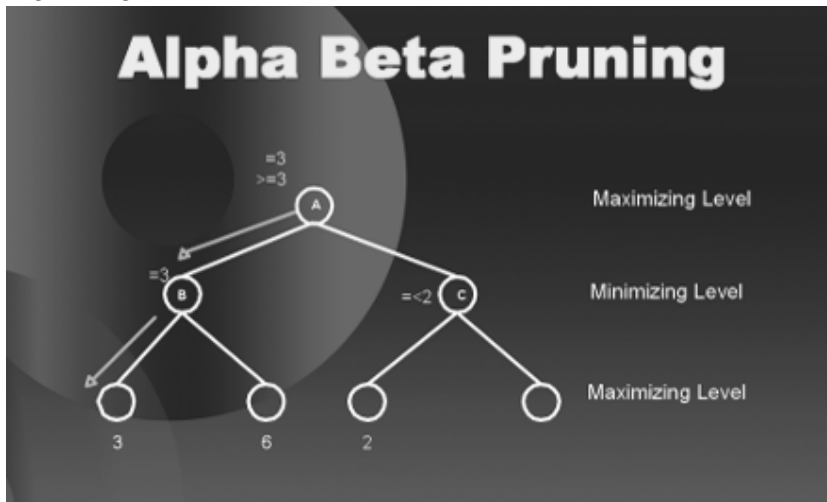 Alpha Beta Pruning
=3
>=3
A
Maximizing Level
=3
B
=<2
C
Minimizing Level
Maximizing Level
3 6 2